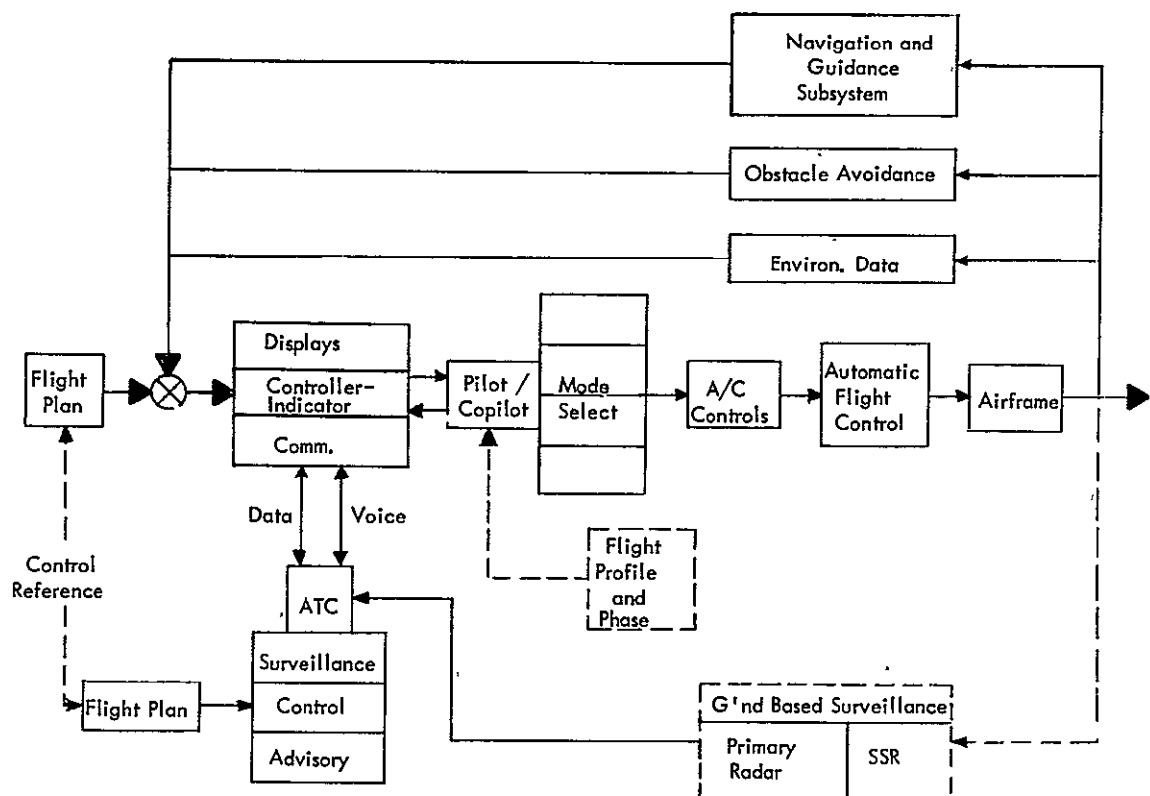 Navigation and
Guidance
Subsystem
Obstacle Avoidance
Environ. Data
Flight
Plan
Displays
Controller-
Indicator
Comm.
Pilot /
Copilot
Mode
Select
A/C
Controls
Automatic
Flight
Control
Airframe
Data
Voice
Control
Reference
Flight
Profile
and
Phase
ATC
Surveillance
Control
Advisory
Flight Plan
G'nd Based Surveillance
Primary
Radar
SSR